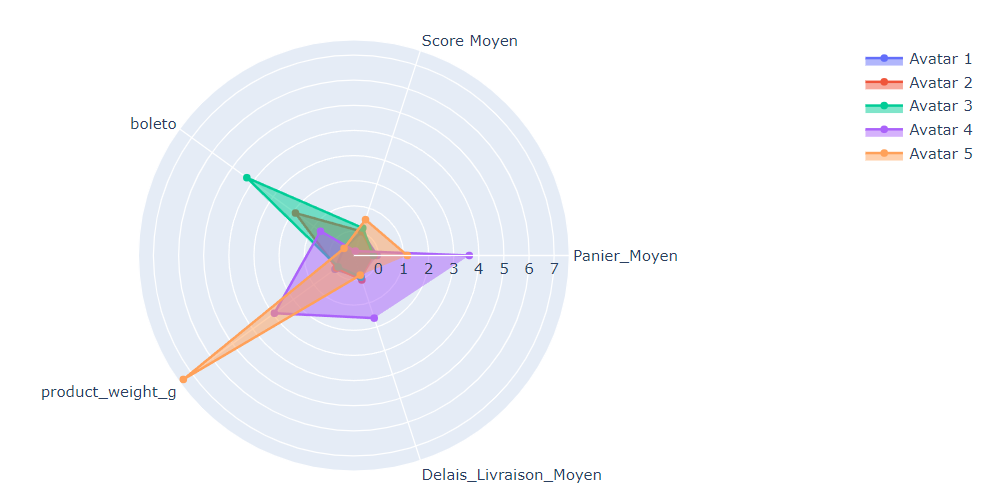 Score Moyen
boleto
Panier_Moyen
0 1 2 3 4 5 6 7
product_weight_g
Delais_Livraison_Moyen
Avatar 1
Avatar 2
Avatar 3
Avatar 4
Avatar 5